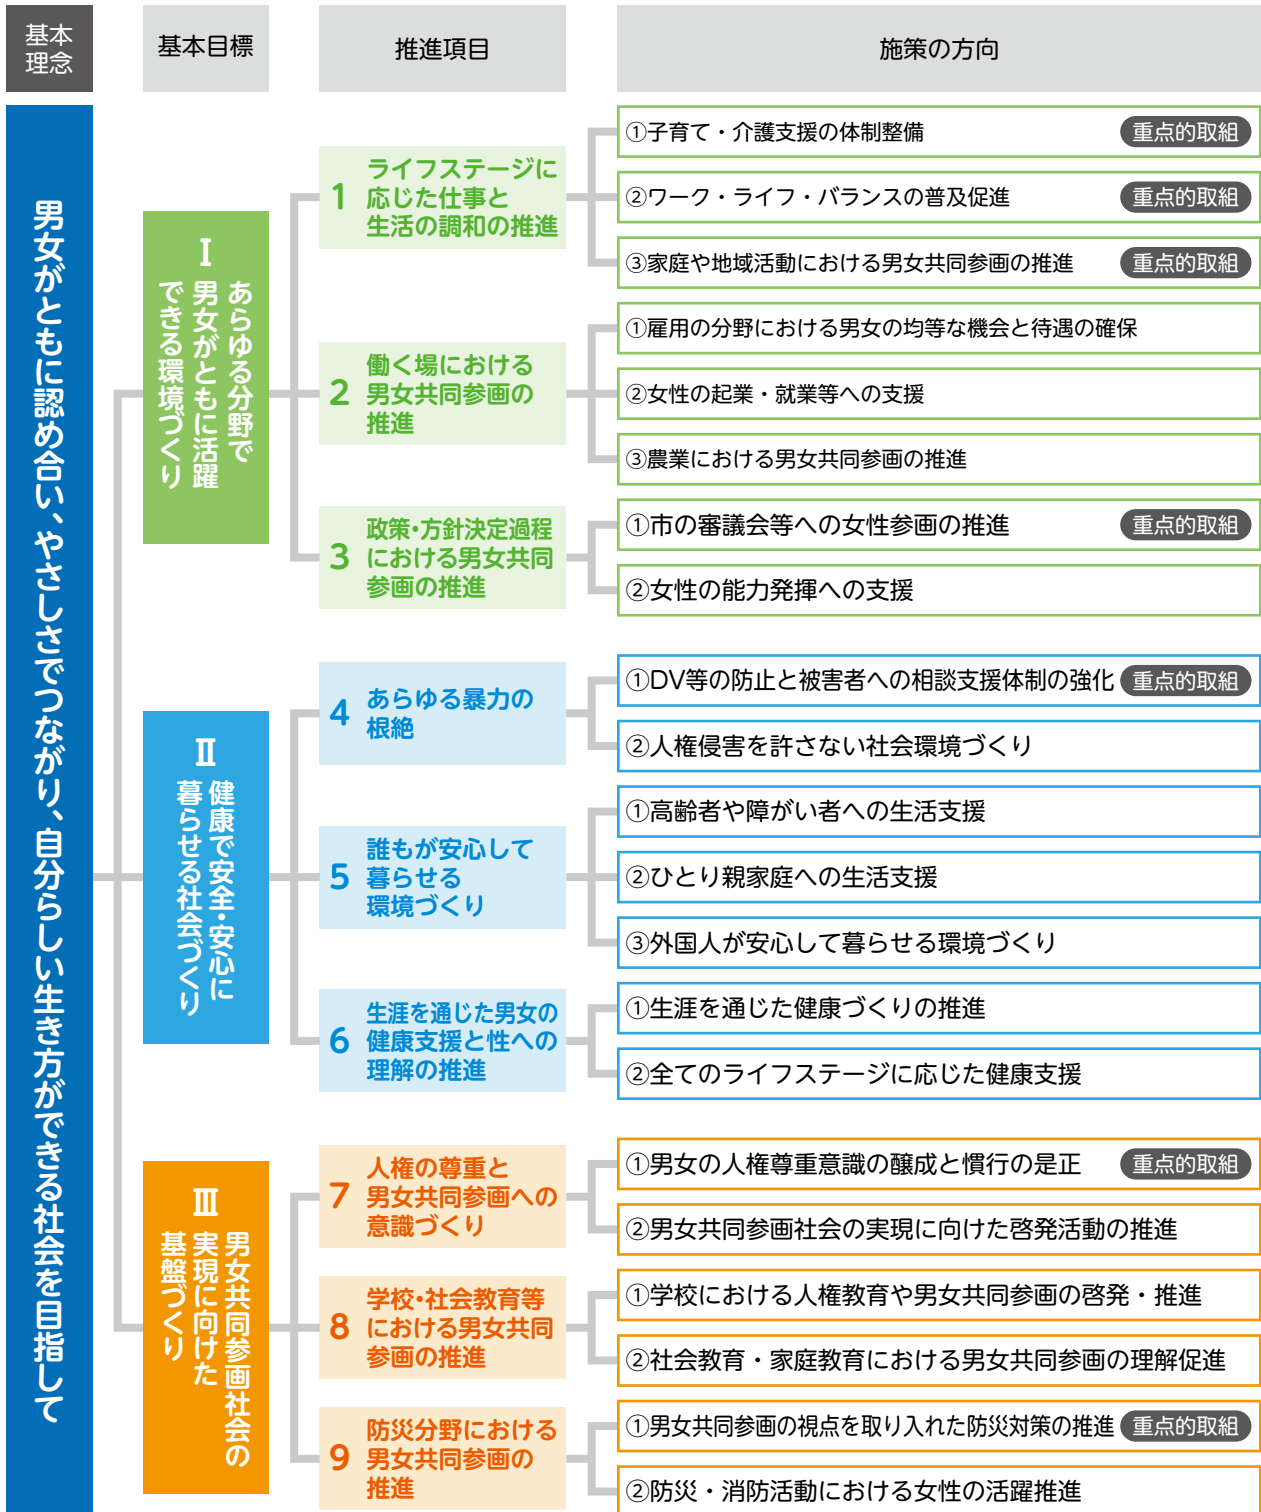 基本
理念
基本目標
推進項目
施策の方向
男女がともに認め合い、やさしさでつながり、自分らしい生き方ができる社会を目指して
Ⅰ
あらゆる分野で
男女がともに活躍
できる環境づくり
1
ライフステージに
応じた仕事と
生活の調和の推進
①子育て・介護支援の体制整備 重点的取組
②ワーク・ライフ・バランスの普及促進 重点的取組
③家庭や地域活動における男女共同参画の推進 重点的取組
2
働く場における
男女共同参画の
推進
①雇用の分野における男女の均等な機会と待遇の確保
②女性の起業・就業等への支援
③農業における男女共同参画の推進
3
政策・方針決定過程
における男女共同
参画の推進
①市の審議会等への女性参画の推進 重点的取組
②女性の能力発揮への支援
Ⅱ
健康で安全・安心に
暮らせる社会づくり
4
あらゆる暴力の
根絶
①DV等の防止と被害者への相談支援体制の強化 重点的取組
②人権侵害を許さない社会環境づくり
5
誰もが安心して
暮らせる
環境づくり
①高齢者や障がい者への生活支援
②ひとり親家庭への生活支援
③外国人が安心して暮らせる環境づくり
6
生涯を通じた男女の
健康支援と性への
理解の推進
①生涯を通じた健康づくりの推進
②全てのライフステージに応じた健康支援
Ⅲ
男女共同参画社会の
実現に向けた
基盤づくり
7
人権の尊重と
男女共同参画への
意識づくり
①男女の人権尊重意識の醸成と慣行の是正 重点的取組
②男女共同参画社会の実現に向けた啓発活動の推進
8
学校・社会教育等
における男女共同
参画の推進
①学校における人権教育や男女共同参画の啓発・推進
②社会教育・家庭教育における男女共同参画の理解促進
9
防災分野における
男女共同参画の
推進
①男女共同参画の視点を取り入れた防災対策の推進 重点的取組
②防災・消防活動における女性の活躍推進